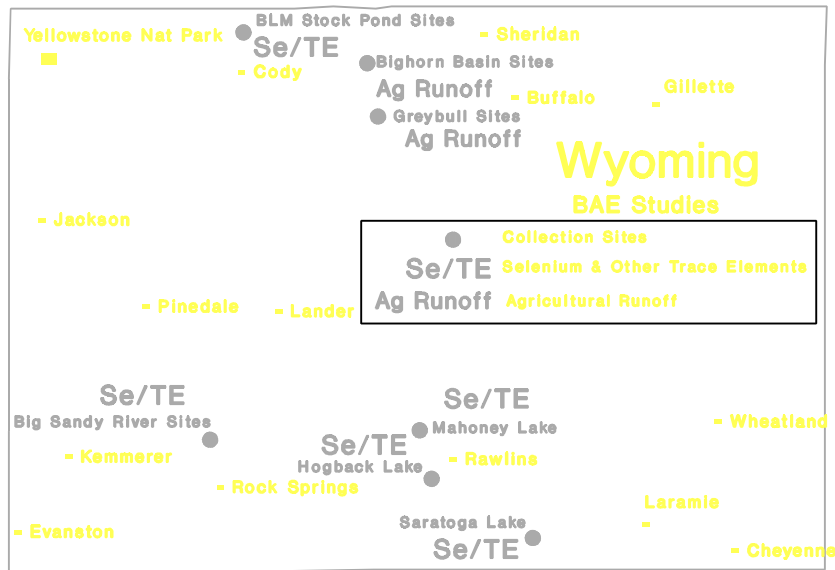 BLM Stock Pond Sites
Yellowstone Nat Park
Sheridan
Se/TE
Bighorn Basin Sites
Cody
Ag Runoff
Gillette
Buffalo
Greybull Sites
Ag Runoff
Wyoming
BAE Studies
Jackson
Collection Sites
Se/TE Selenium & Other Trace Elements
Ag Runoff Agricultural Runoff
Pinedale
Lander
Se/TE
Se/TE
Big Sandy River Sites
Mahoney Lake
Wheatland
Se/TE
Kemmerer
Hogback Lake
Rawlins
Rock Springs
Laramie
Saratoga Lake
Evanston
Se/TE
Cheyenne